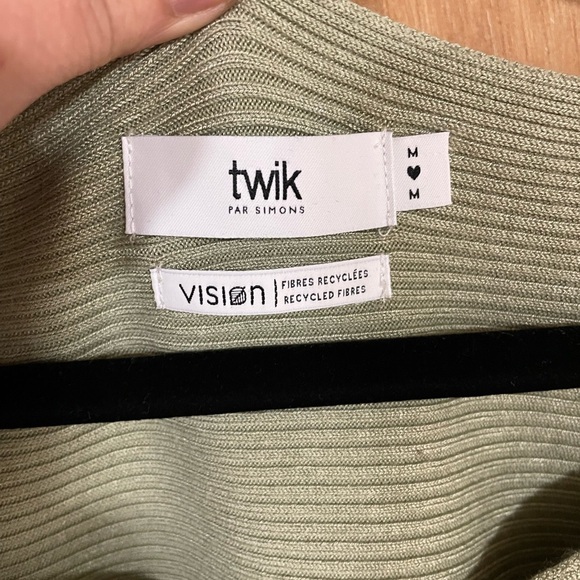 twik
PAR SIMONS
M
♥
M
VISIØN | FIBRES RECYCLÉES
RECYCLED FIBRES